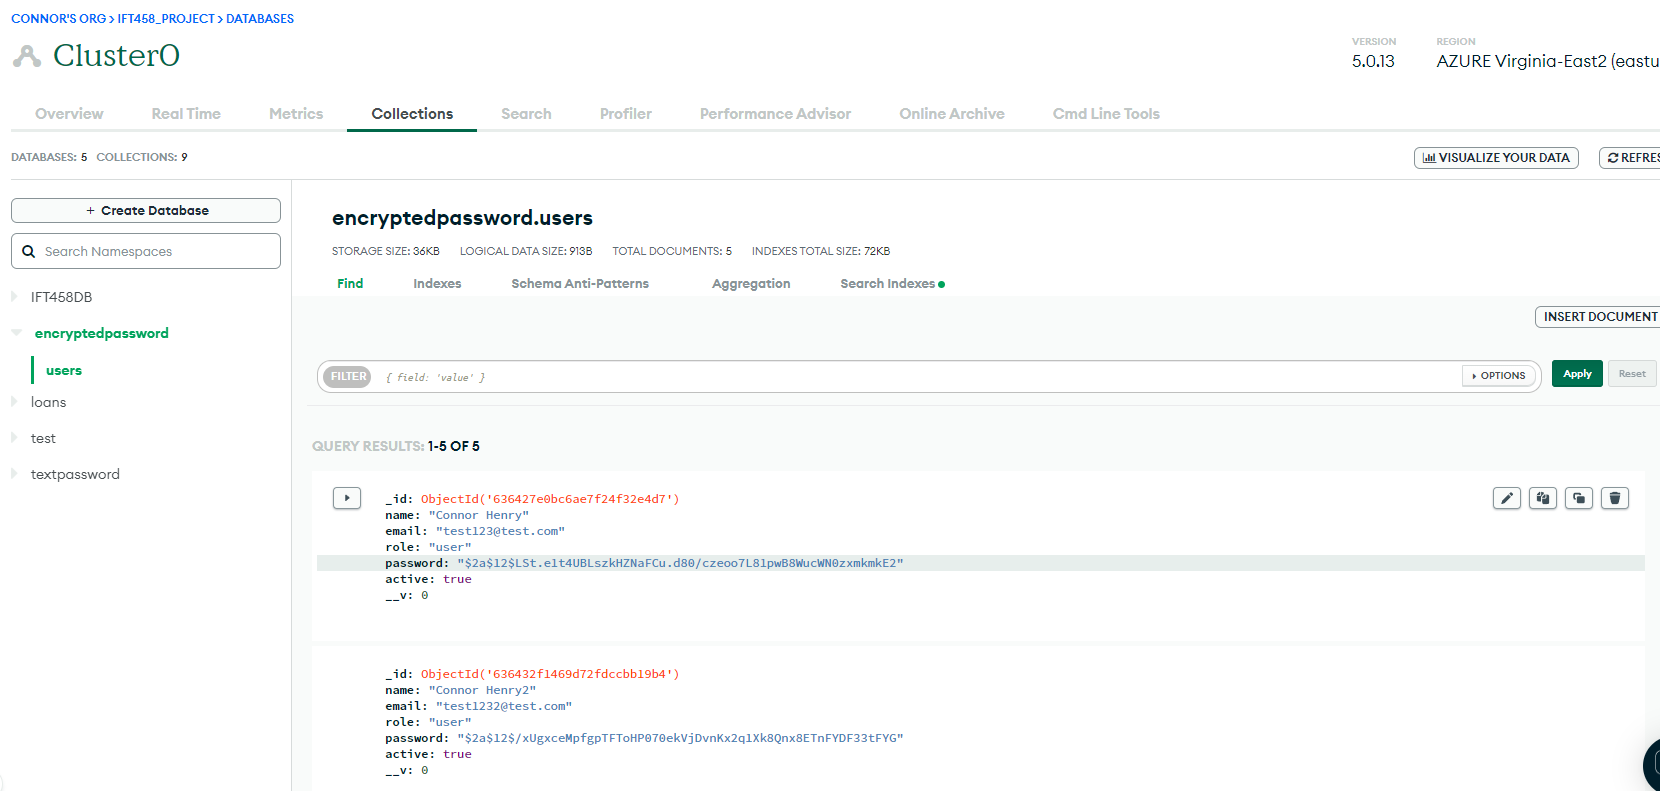 CONNOR'S ORG > IFT458_PROJECT > DATABASES
Cluster0
VERSION REGION
5.0.13 AZURE Virginia-East2 (eastu
Overview Real Time Metrics Collections Search Profiler Performance Advisor Online Archive Cmd Line Tools
DATABASES: 5 COLLECTIONS: 9
VISUALIZE YOUR DATA REFRES
+ Create Database
Search Namespaces
IFT458DB
encryptedpassword
users
loans
test
textpassword
encryptedpassword.users
STORAGE SIZE: 36KB LOGICAL DATA SIZE: 913B TOTAL DOCUMENTS: 5 INDEXES TOTAL SIZE: 72KB
Find Indexes Schema Anti-Patterns Aggregation Search Indexes
INSERT DOCUMENT
FILTER { field: 'value' } OPTIONS Apply Reset
QUERY RESULTS: 1-5 OF 5
_id: ObjectId('636427e0bc6ae7f24f32e4d7')
name: "Connor Henry"
email: "test123@test.com"
role: "user"
password: "$2a$12$LSt.e1t4UBLszkHZNaFCu.d80/czeoo7L81pwB8WucWN0zxmkmkE2"
active: true
__v: 0
_id: ObjectId('636432f1469d72fdccbb19b4')
name: "Connor Henry2"
email: "test1232@test.com"
role: "user"
password: "$2a$12$/xUgxceMpfgpTFToHP070ekVjDvnKx2q1Xk8Qnx8ETnFYDF33tFYG"
active: true
__v: 0